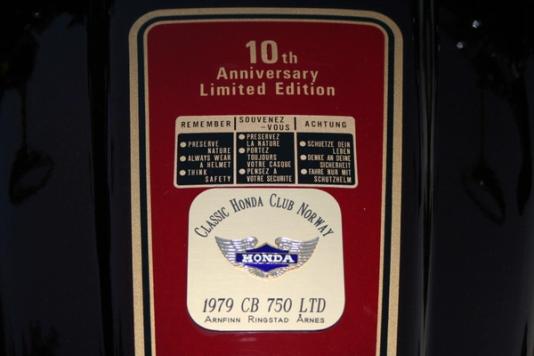 10th
Anniversary
Limited Edition
REMEMBER
PRESERVE
NATURE
ALWAYS WEAR
A HELMET
THINK
SAFETY
SOUVENEZ
-VOUS
PRESERVEZ
LA NATURE
PORTEZ
TOUJOURS
VOTRE CASQUE
PENSEZ A
VOTRE SECURITE
ACHTUNG
SCHUETZE DEIN
LEBEN
DENKE AN DEINE
SICHERHEIT
FAHRE NUR MIT
SCHUTZHELM
CLASSIC HONDA CLUB NORWAY
HONDA
1979 CB 750 LTD
ARNFINN RINGSTAD ÅRNES